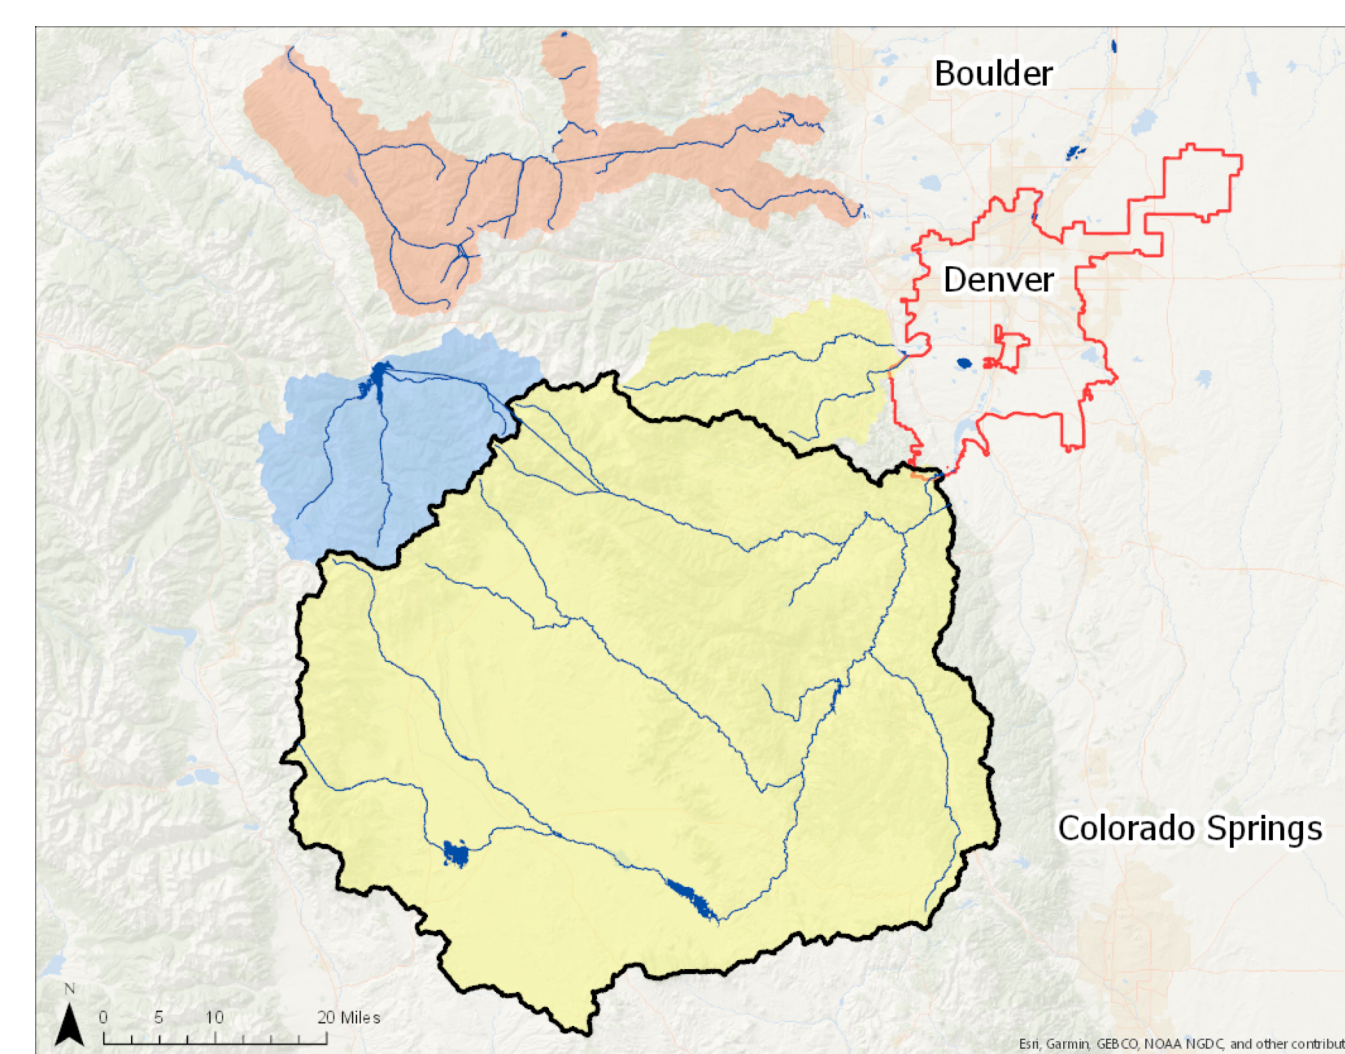 Boulder
Denver
Colorado Springs
N
0 5 10 20 Miles
Esri, Garmin, GEBCO, NOAA NGDC, and other contribut